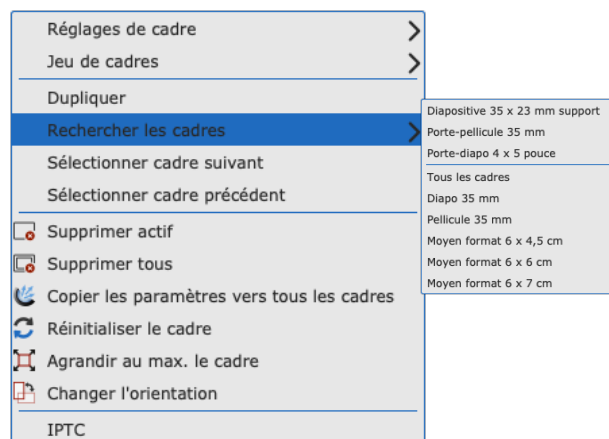 Réglages de cadre
Jeu de cadres
Dupliquer
Rechercher les cadres
Sélectionner cadre suivant
Sélectionner cadre précédent
Supprimer actif
Supprimer tous
Copier les paramètres vers tous les cadres
Réinitialiser le cadre
Agrandir au max. le cadre
Changer l'orientation
IPTC
Diapositive 35 x 23 mm support
Porte-pellicule 35 mm
Porte-diapo 4 x 5 pouce
Tous les cadres
Diapo 35 mm
Pellicule 35 mm
Moyen format 6 x 4,5 cm
Moyen format 6 x 6 cm
Moyen format 6 x 7 cm